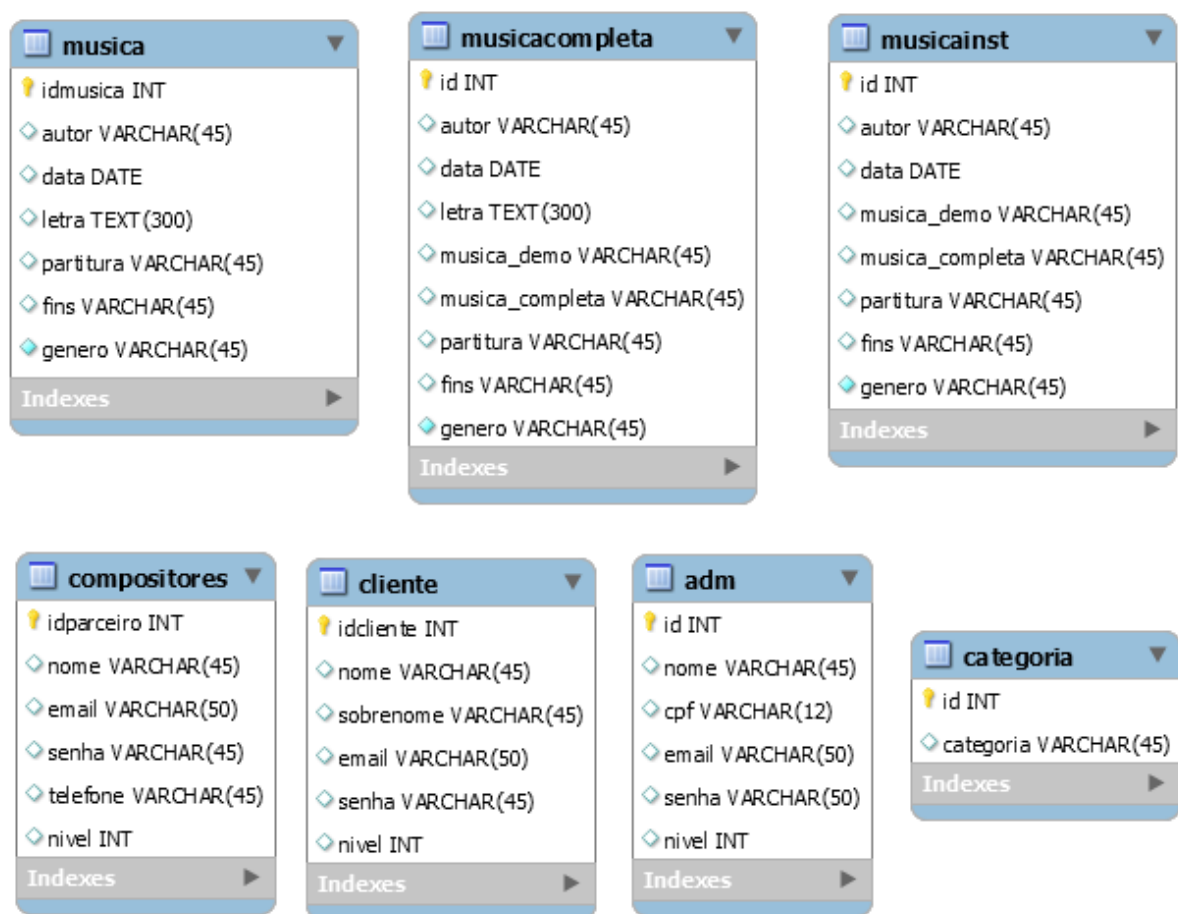 musica
idmusica INT
autor VARCHAR(45)
data DATE
letra TEXT(300)
partitura VARCHAR(45)
fins VARCHAR(45)
genero VARCHAR(45)
Indexes
musicacompleta
id INT
autor VARCHAR(45)
data DATE
letra TEXT(300)
musica_demo VARCHAR(45)
musica_completa VARCHAR(45)
partitura VARCHAR(45)
fins VARCHAR(45)
genero VARCHAR(45)
Indexes
musicainst
id INT
autor VARCHAR(45)
data DATE
musica_demo VARCHAR(45)
musica_completa VARCHAR(45)
partitura VARCHAR(45)
fins VARCHAR(45)
genero VARCHAR(45)
Indexes
compositores
idparceiro INT
nome VARCHAR(45)
email VARCHAR(50)
senha VARCHAR(45)
telefone VARCHAR(45)
nivel INT
Indexes
cliente
idcliente INT
nome VARCHAR(45)
sobrenome VARCHAR(45)
email VARCHAR(50)
senha VARCHAR(45)
nivel INT
Indexes
adm
id INT
nome VARCHAR(45)
cpf VARCHAR(12)
email VARCHAR(50)
senha VARCHAR(50)
nivel INT
Indexes
categoria
id INT
categoria VARCHAR(45)
Indexes